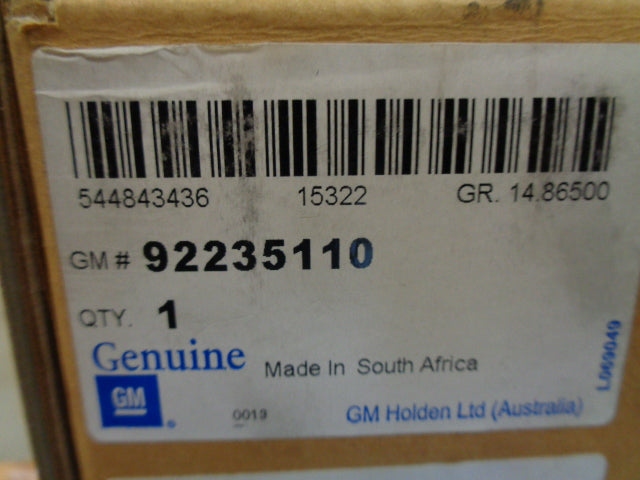 544843436 15322 GR. 14.86500
GM # 92235110
QTY. 1
Genuine Made In South Africa
GM
0019 GM Holden Ltd (Australia)
L069049